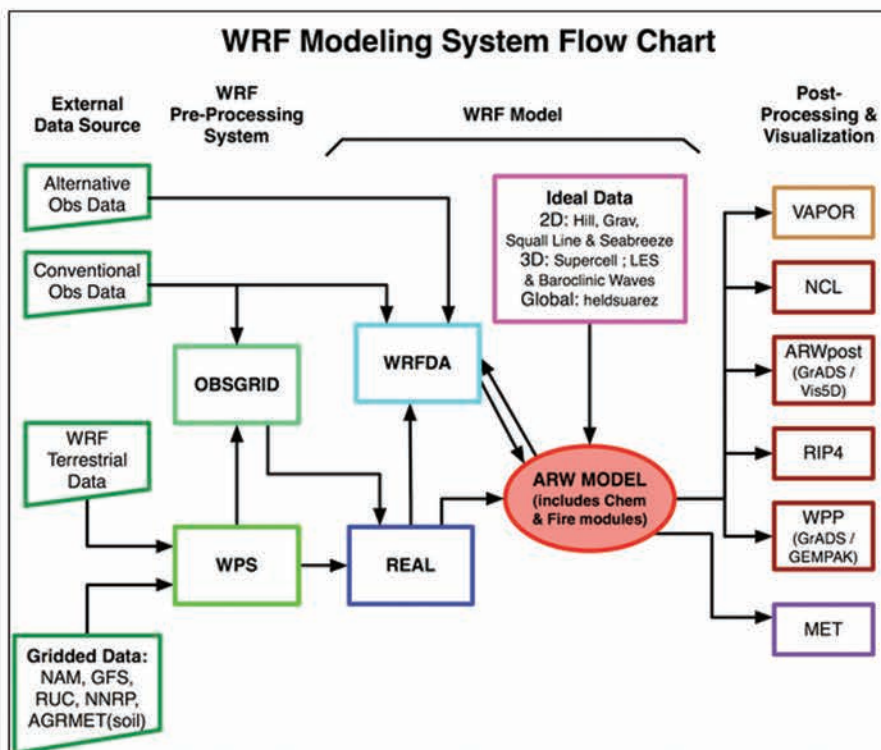 WRF Modeling System Flow Chart
External
Data Source
WRF
Pre-Processing
System
WRF Model
Post-
Processing &
Visualization
Alternative
Obs Data
Conventional
Obs Data
WRF
Terrestrial
Data
Gridded Data:
NAM, GFS,
RUC, NNRP,
AGRMET(soil)
OBSGRID
WPS
WRFDA
REAL
Ideal Data
2D: Hill, Grav,
Squall Line & Seabreeze
3D: Supercell ; LES
& Baroclinic Waves
Global: heldsuarez
ARW MODEL
(includes Chem
& Fire modules)
VAPOR
NCL
ARWpost
(GrADS /
Vis5D)
RIP4
WPP
(GrADS /
GEMPAK)
MET